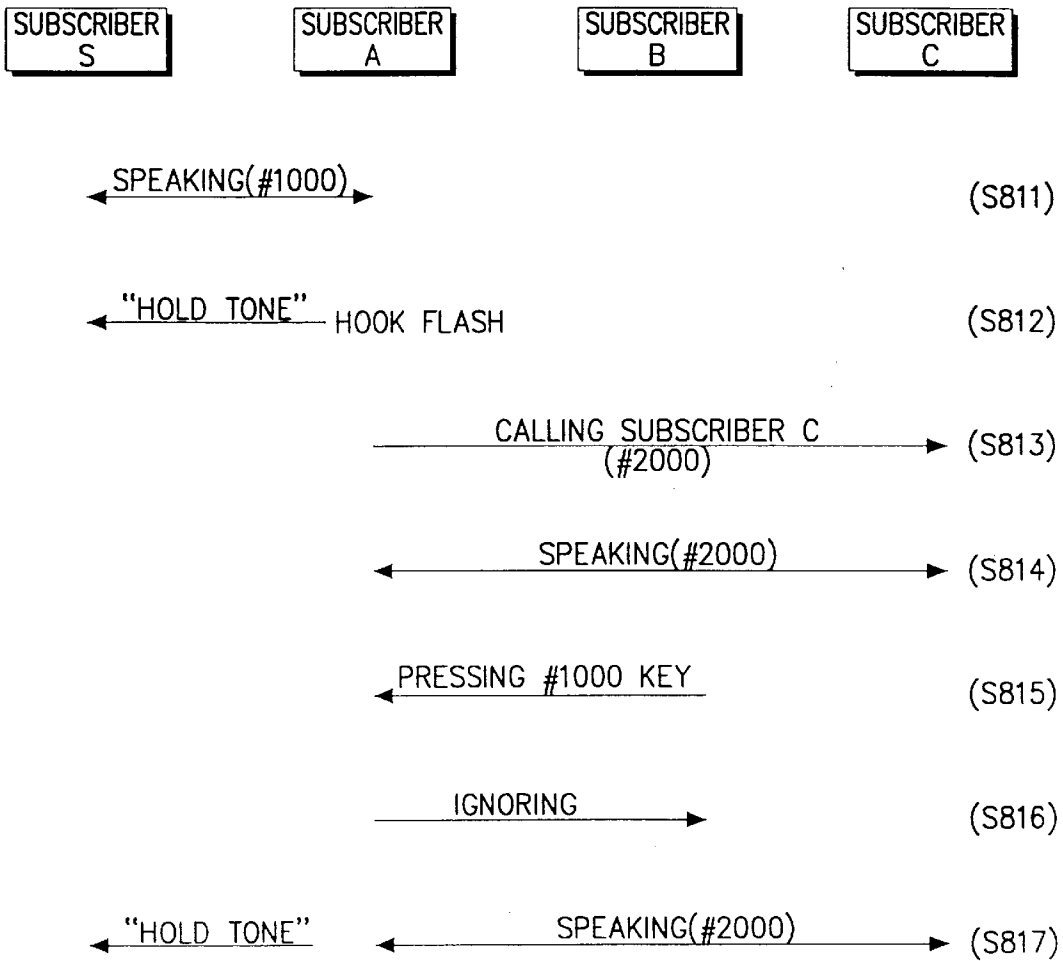 SUBSCRIBER S
SUBSCRIBER A
SUBSCRIBER B
SUBSCRIBER C
SPEAKING(#1000)
(S811)
"HOLD TONE" HOOK FLASH
(S812)
CALLING SUBSCRIBER C
(#2000)
(S813)
SPEAKING(#2000)
(S814)
PRESSING #1000 KEY
(S815)
IGNORING
(S816)
"HOLD TONE"
SPEAKING(#2000)
(S817)